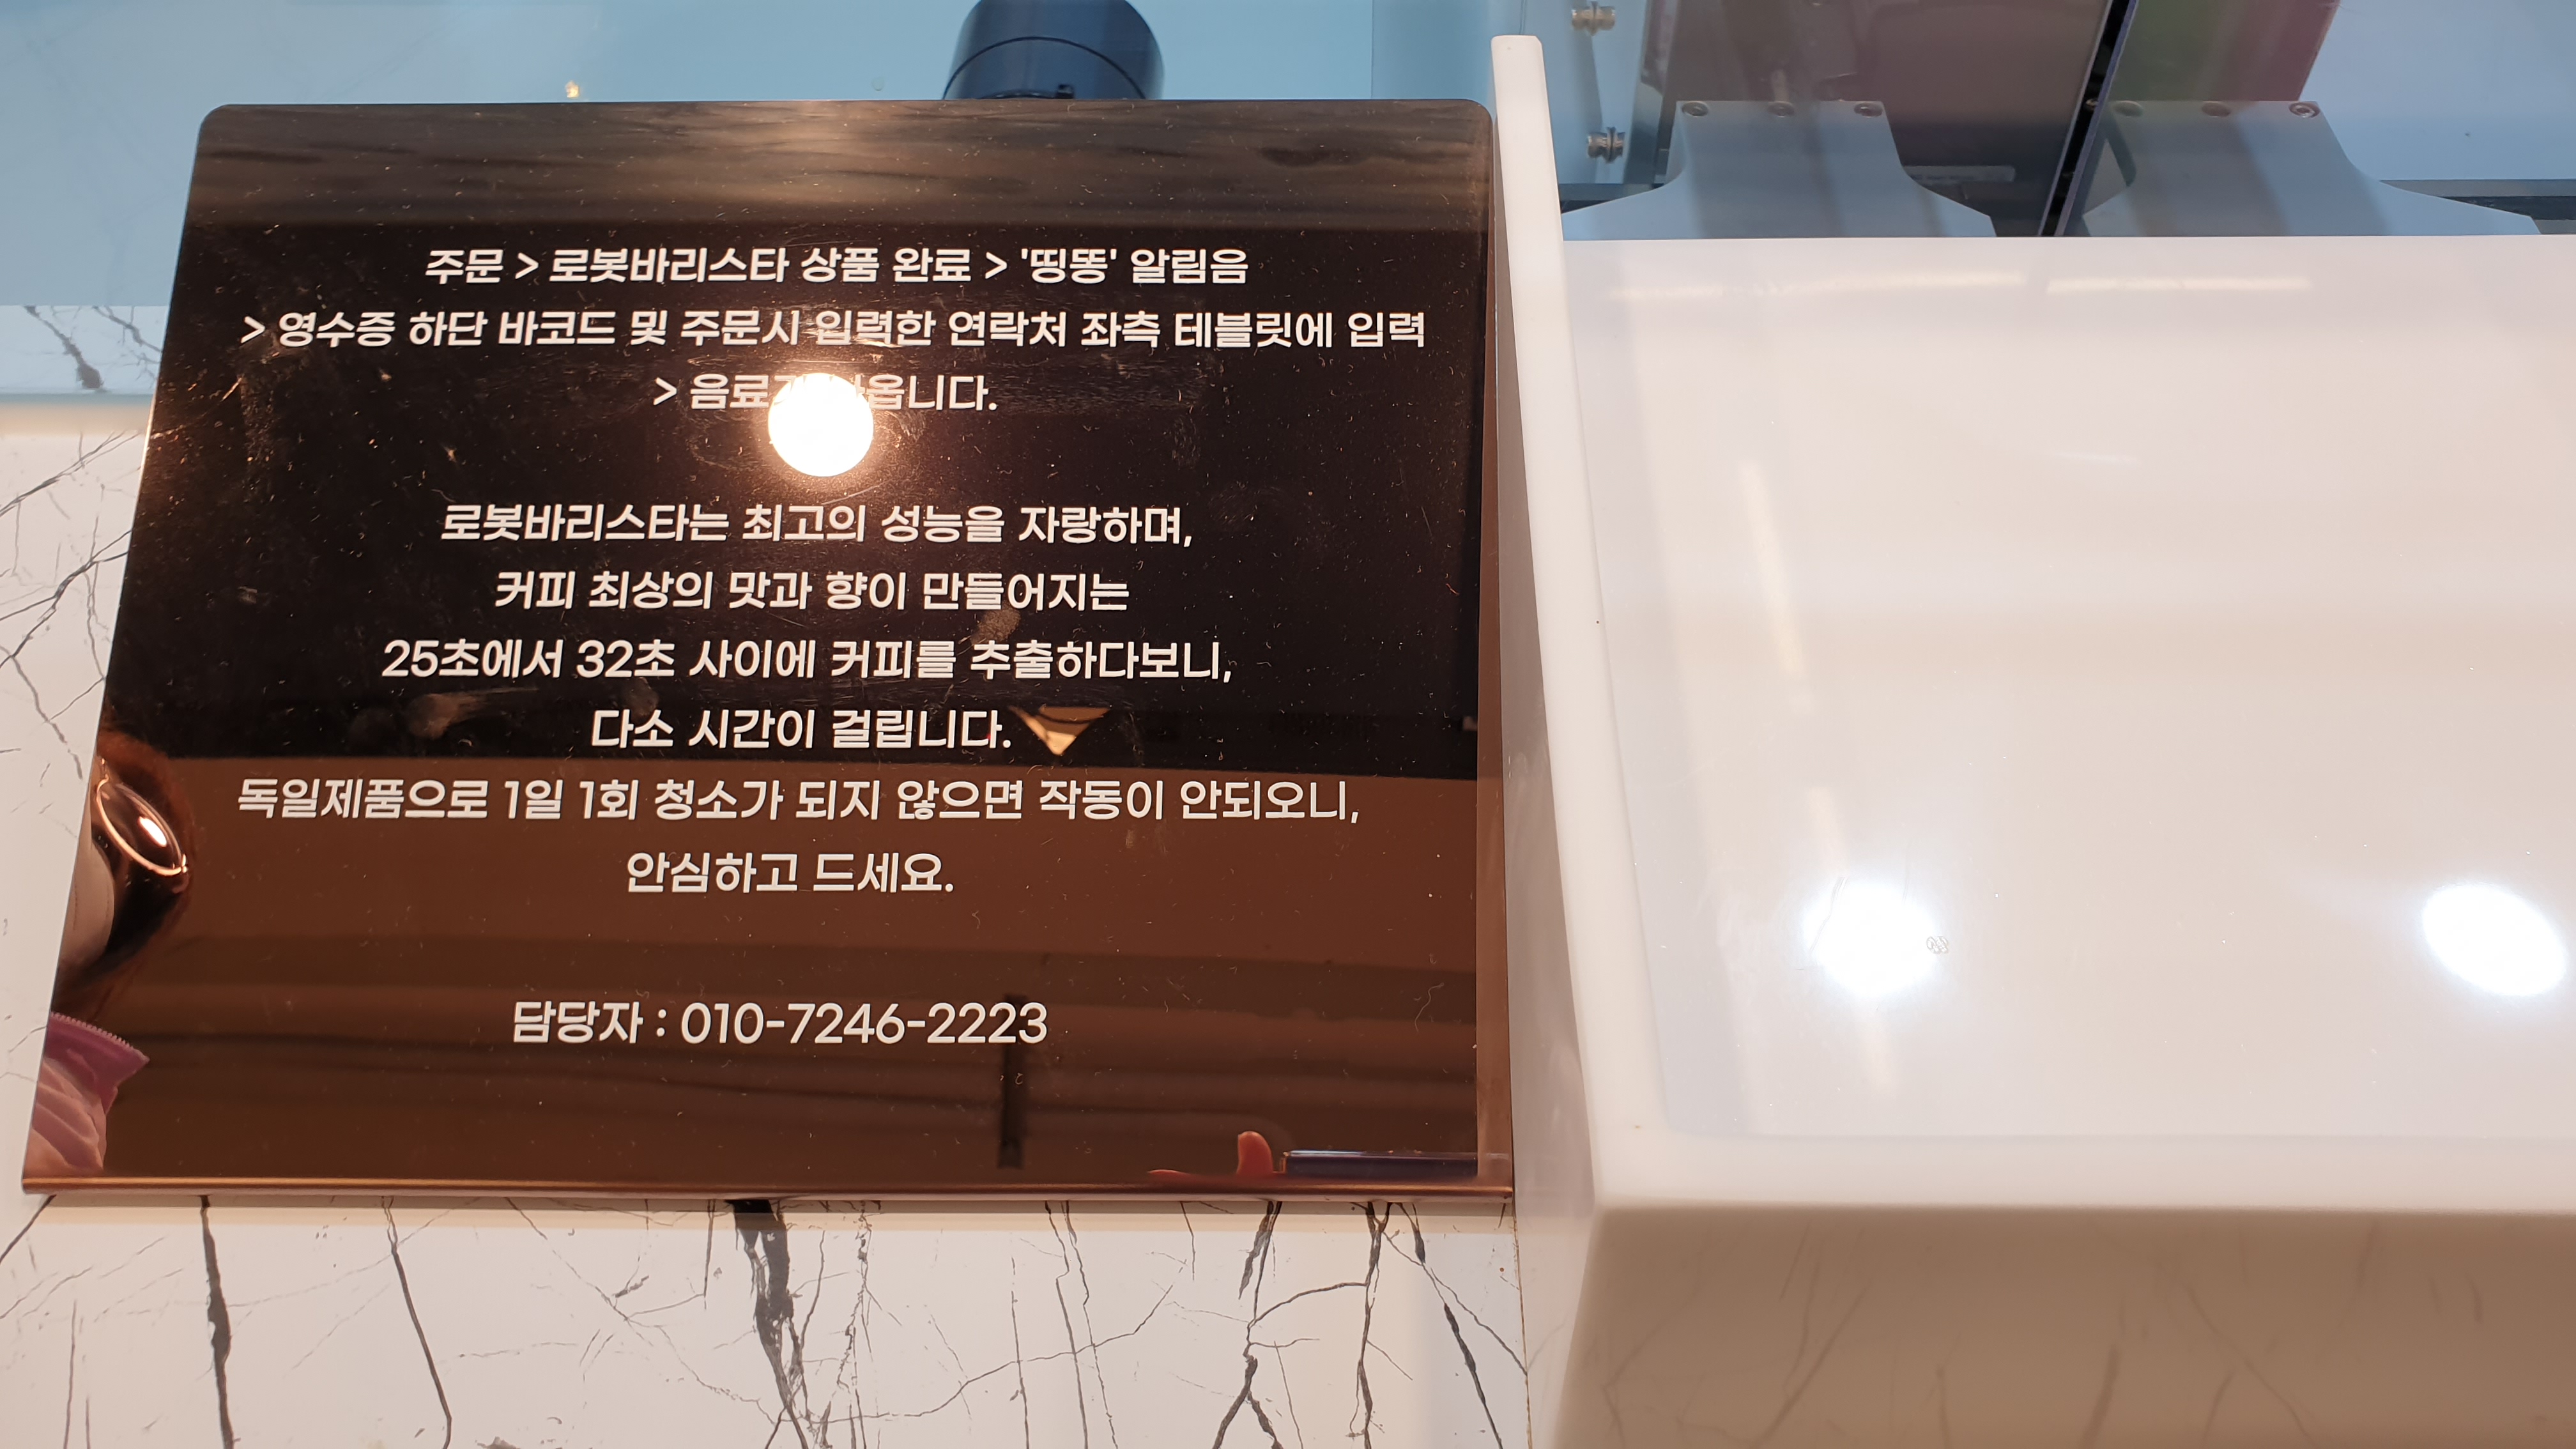 주문 > 로봇바리스타 상품 완료 > '띵똥' 알림음
> 영수증 하단 바코드 및 주문시 입력한 연락처 좌측 테블릿에 입력
> 음료가 나옵니다.
로봇바리스타는 최고의 성능을 자랑하며,
커피 최상의 맛과 향이 만들어지는
25초에서 32초 사이에 커피를 추출하다보니,
다소 시간이 걸립니다.
독일제품으로 1일 1회 청소가 되지 않으면 작동이 안되오니,
안심하고 드세요.
담당자 : 010-7246-2223